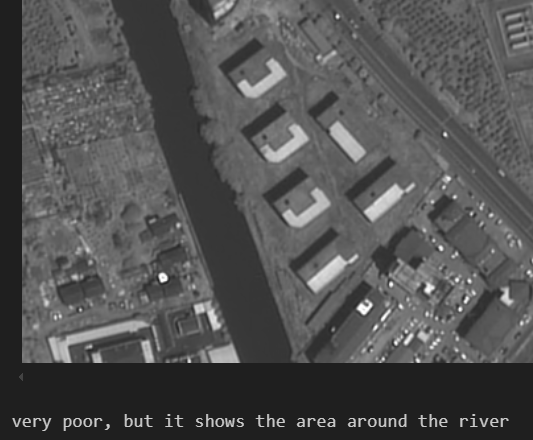 very poor, but it shows the area around the river